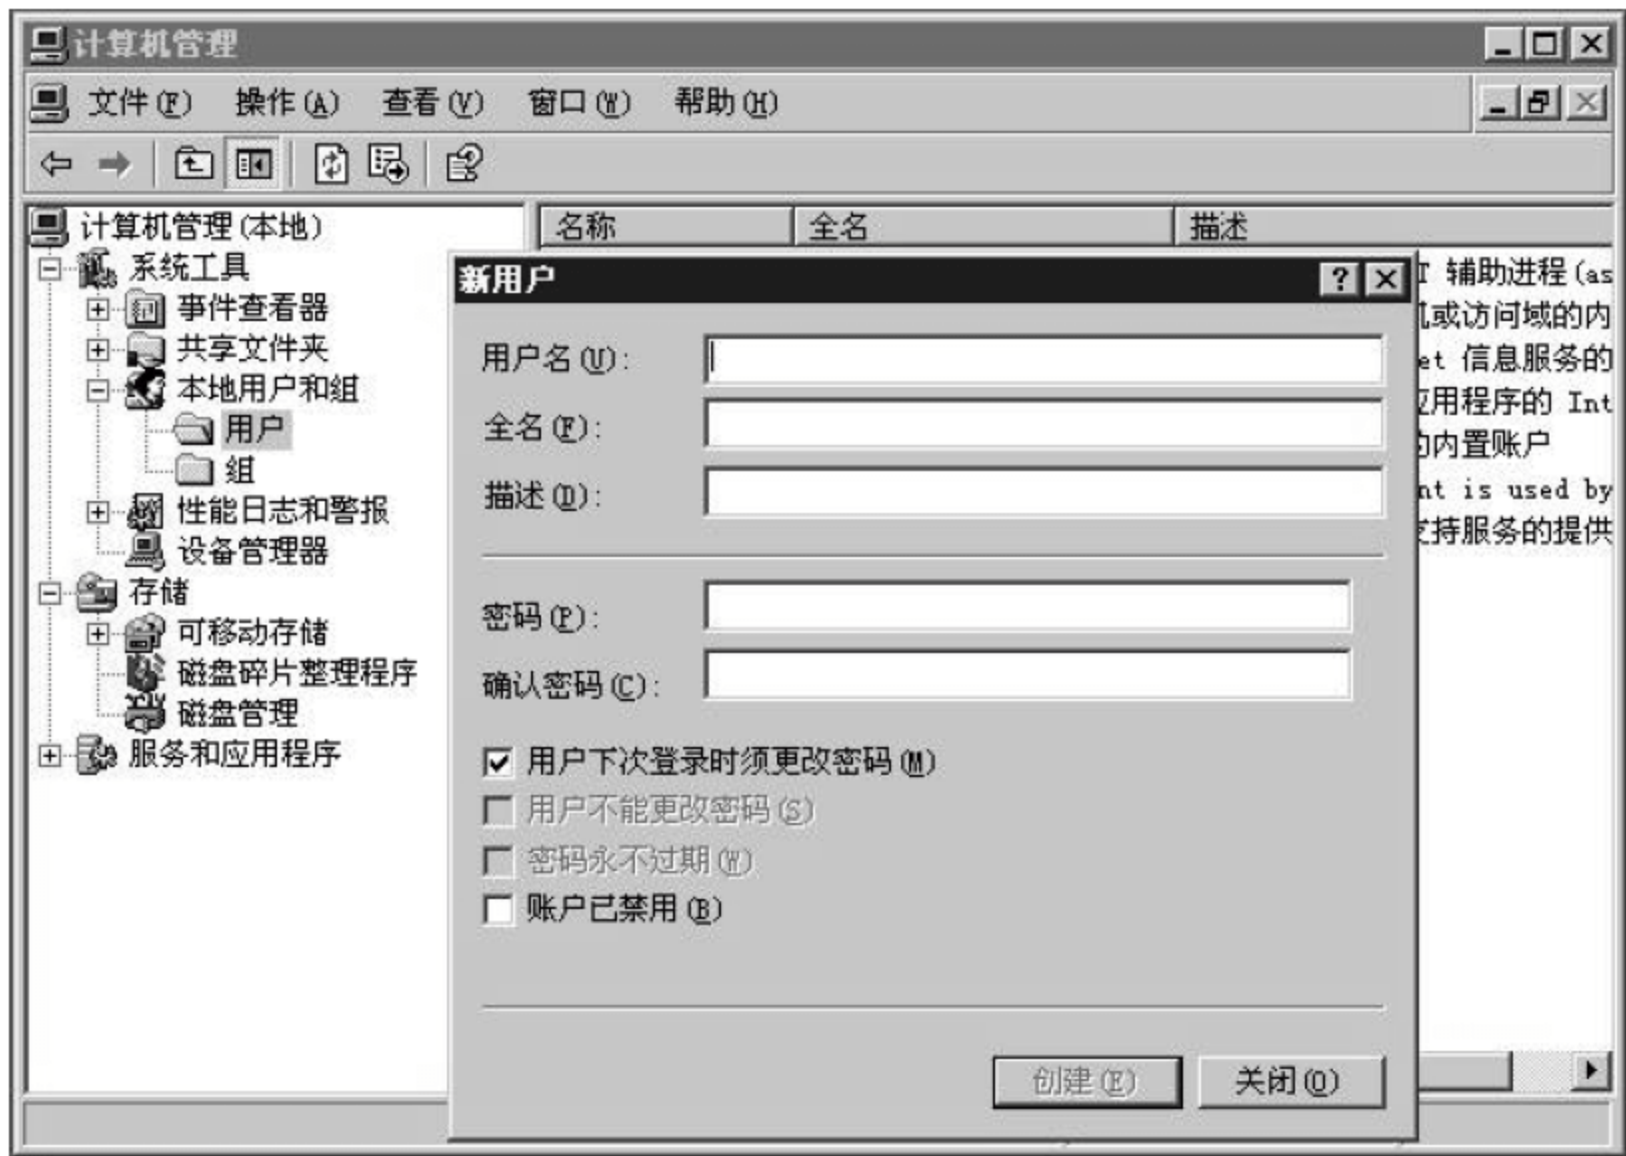 计算机管理
文件(F) 操作(A) 查看(V) 窗口(W) 帮助(H)
计算机管理(本地)
系统工具
事件查看器
共享文件夹
本地用户和组
用户
组
性能日志和警报
设备管理器
存储
可移动存储
磁盘碎片整理程序
磁盘管理
服务和应用程序
名称 全名 描述
T 辅助进程(as
或访问域的内
et 信息服务的
应用程序的 Int
的内置账户
nt is used by
支持服务的提供
新用户
用户名(U):
全名(F):
描述(D):
密码(P):
确认密码(C):
用户下次登录时须更改密码(M)
用户不能更改密码(S)
密码永不过期(W)
账户已禁用(B)
创建(E) 关闭(O)